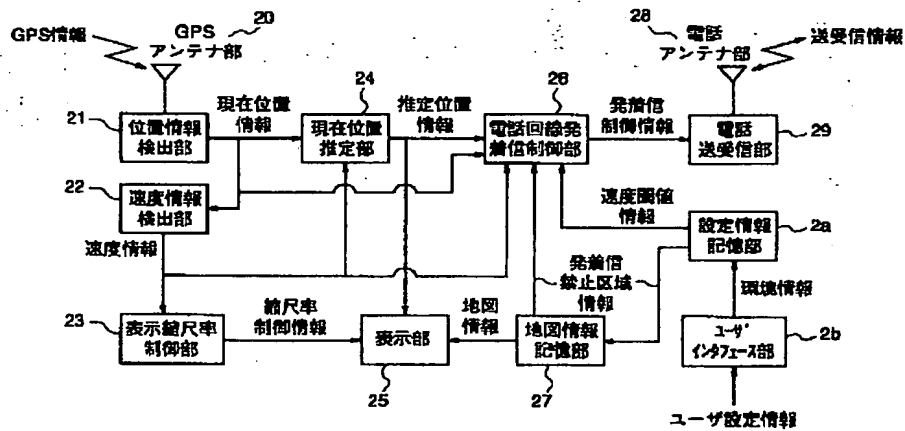 GPS情報
GPS
アンテナ部
20
28
電話
アンテナ部
送受信情報
21
位置情報
検出部
現在位置
情報
24
現在位置
推定部
推定位置
情報
26
電話回線発
着信制御部
発着信
制御情報
電話
送受信部
29
22
速度情報
検出部
速度情報
速度閾値
情報
設定情報
記憶部
2a
発着信
禁止区域
情報
環境情報
23
表示縮尺率
制御部
縮尺率
制御情報
表示部
25
地図
情報
地図情報
記憶部
27
ユーザ
インタフェース部
2b
ユーザ設定情報